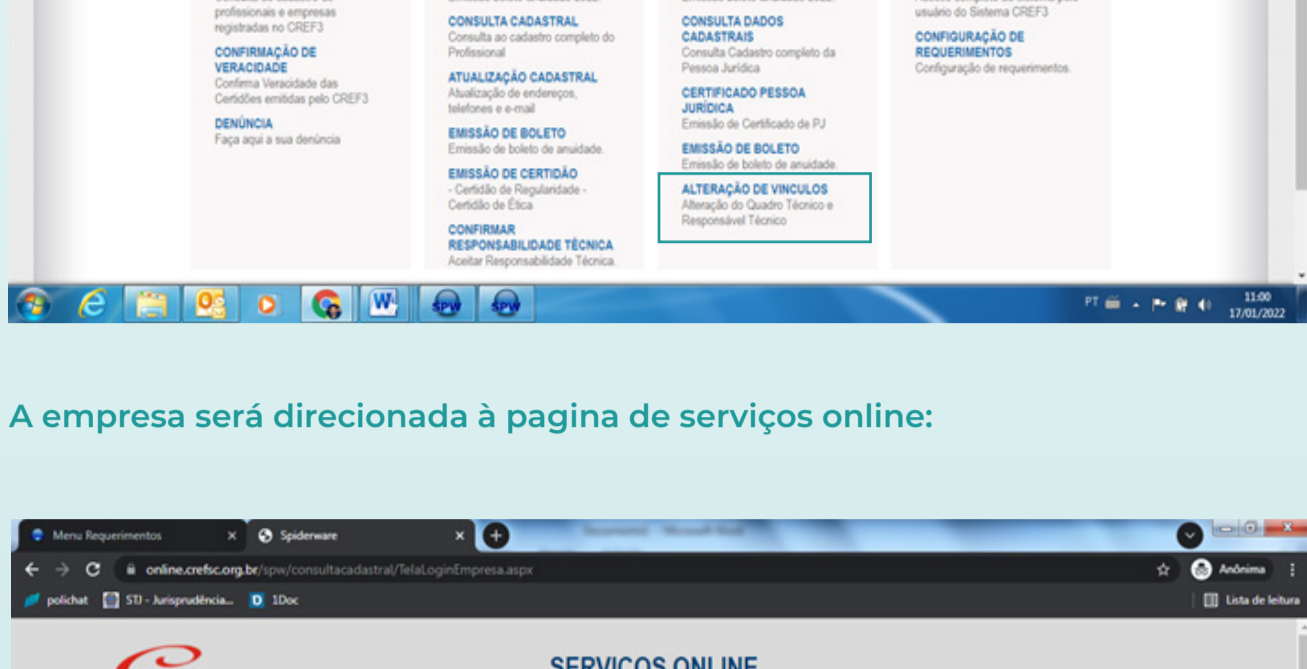 profissionais e empresas
registradas no CREF3
CONFIRMAÇÃO DE
VERACIDADE
Confirma Veracidade das
Certidões emitidas pelo CREF3
DENÚNCIA
Faça aqui a sua denúncia
CONSULTA CADASTRAL
Consulta ao cadastro completo do
Profissional
ATUALIZAÇÃO CADASTRAL
Atualização de endereços,
telefones e e-mail
EMISSÃO DE BOLETO
Emissão de boleto de anuidade.
EMISSÃO DE CERTIDÃO
- Certidão de Regularidade -
Certidão de Ética
CONFIRMAR
RESPONSABILIDADE TÉCNICA
Aceitar Responsabilidade Técnica.
CONSULTA DADOS
CADASTRAIS
Consulta Cadastro completo da
Pessoa Jurídica
CERTIFICADO PESSOA
JURÍDICA
Emissão de Certificado de PJ
EMISSÃO DE BOLETO
Emissão de boleto de anuidade.
ALTERAÇÃO DE VINCULOS
Alteração do Quadro Técnico e
Responsável Técnico
usuário do Sistema CREF3
CONFIGURAÇÃO DE
REQUERIMENTOS
Configuração de requerimentos.
SPW
SPW
PT
11:00
17/01/2022
A empresa será direcionada à pagina de serviços online:
Menu Requerimentos
Spiderware
online.crefsc.org.br/spw/consultacadastral/TelaLoginEmpresa.aspx
Anônima
polichat
STJ - Jurisprudência...
1Doc
Lista de leitura
SERVIÇOS ONLINE